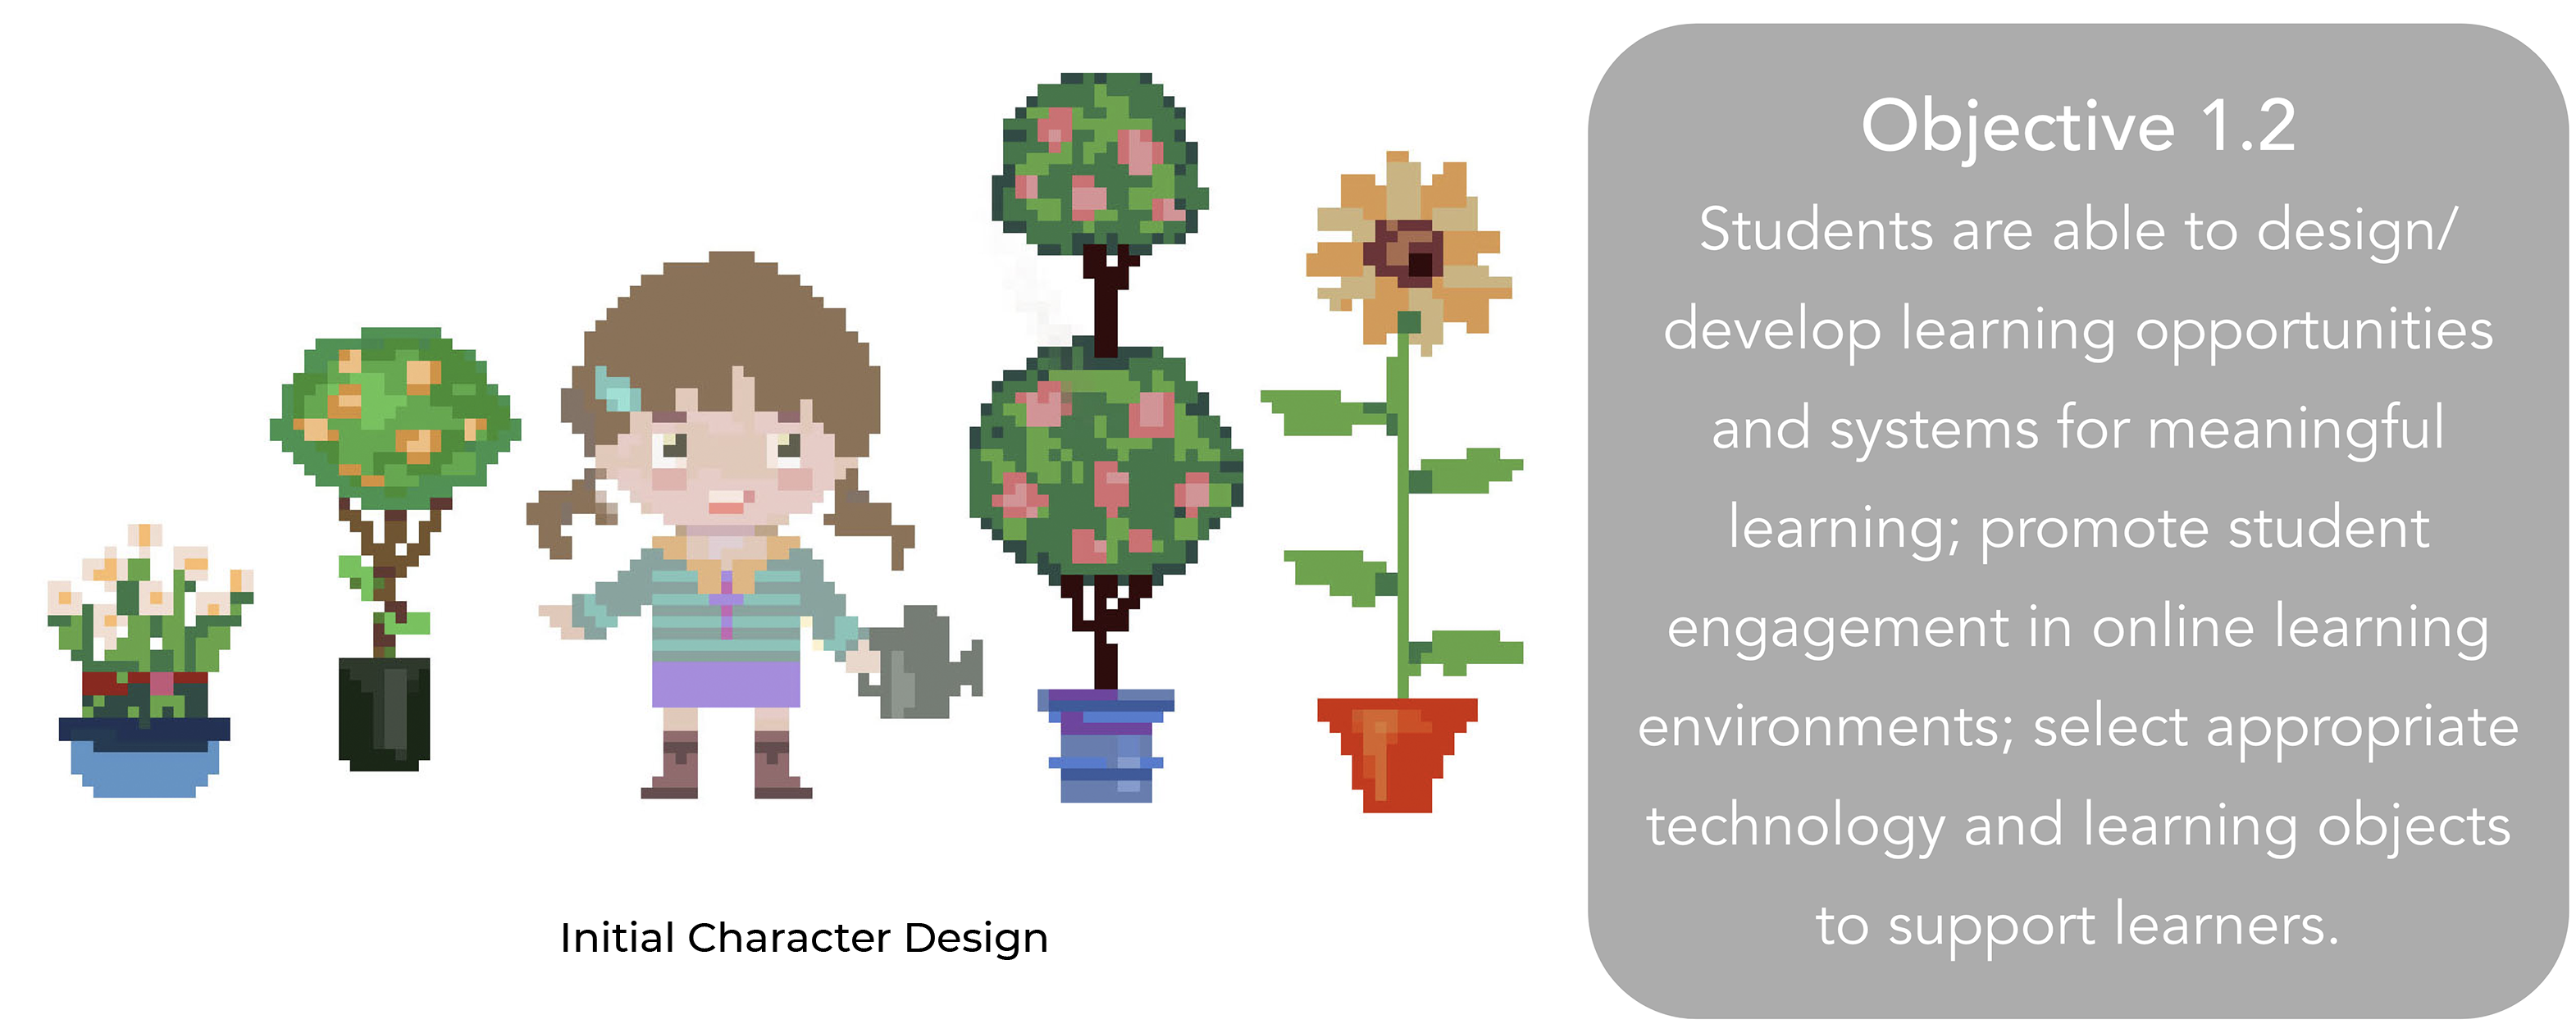 Initial Character Design
Objective 1.2
Students are able to design/
develop learning opportunities
and systems for meaningful
learning; promote student
engagement in online learning
environments; select appropriate
technology and learning objects
to support learners.